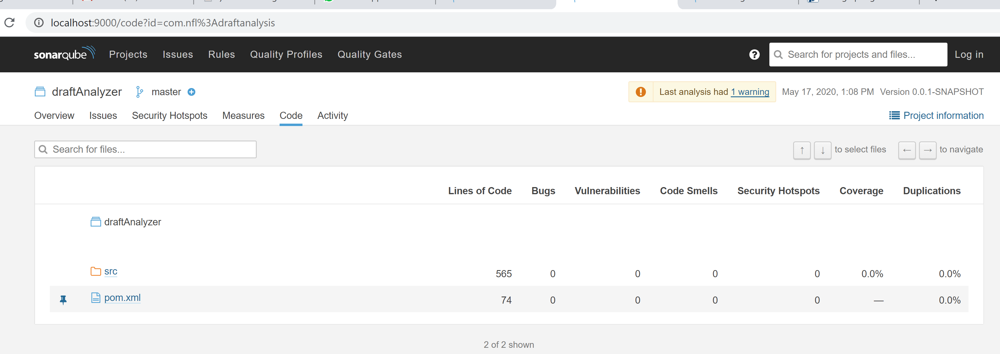 localhost:9000/code?id=com.nfl%3Adraftanalysis
sonarqube Projects Issues Rules Quality Profiles Quality Gates Search for projects and files... Log in
draftAnalyzer master Last analysis had 1 warning May 17, 2020, 1:08 PM Version 0.0.1-SNAPSHOT
Overview Issues Security Hotspots Measures Code Activity Project information
Search for files... ↑ ↓ to select files ← → to navigate
Lines of Code Bugs Vulnerabilities Code Smells Security Hotspots Coverage Duplications
draftAnalyzer
src 565 0 0 0 0 0.0% 0.0%
pom.xml 74 0 0 0 0 — 0.0%
2 of 2 shown